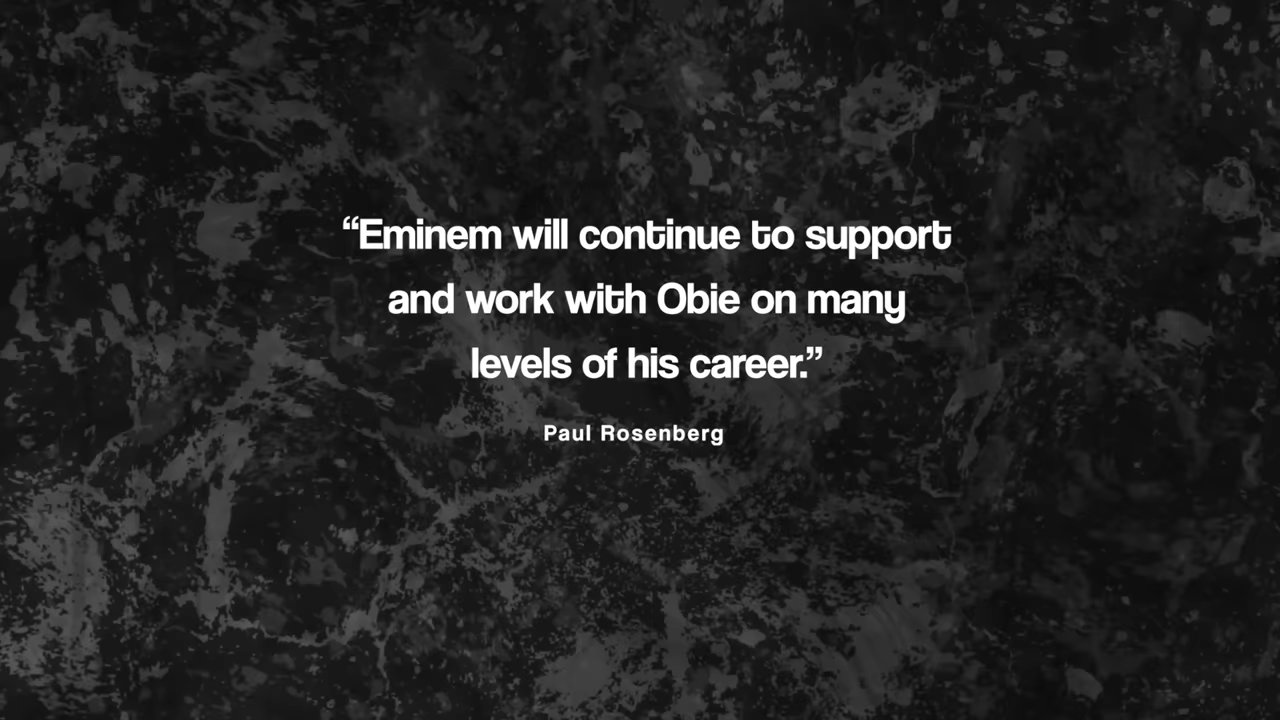 “Eminem will continue to support
and work with Obie on many
levels of his career.”
Paul Rosenberg